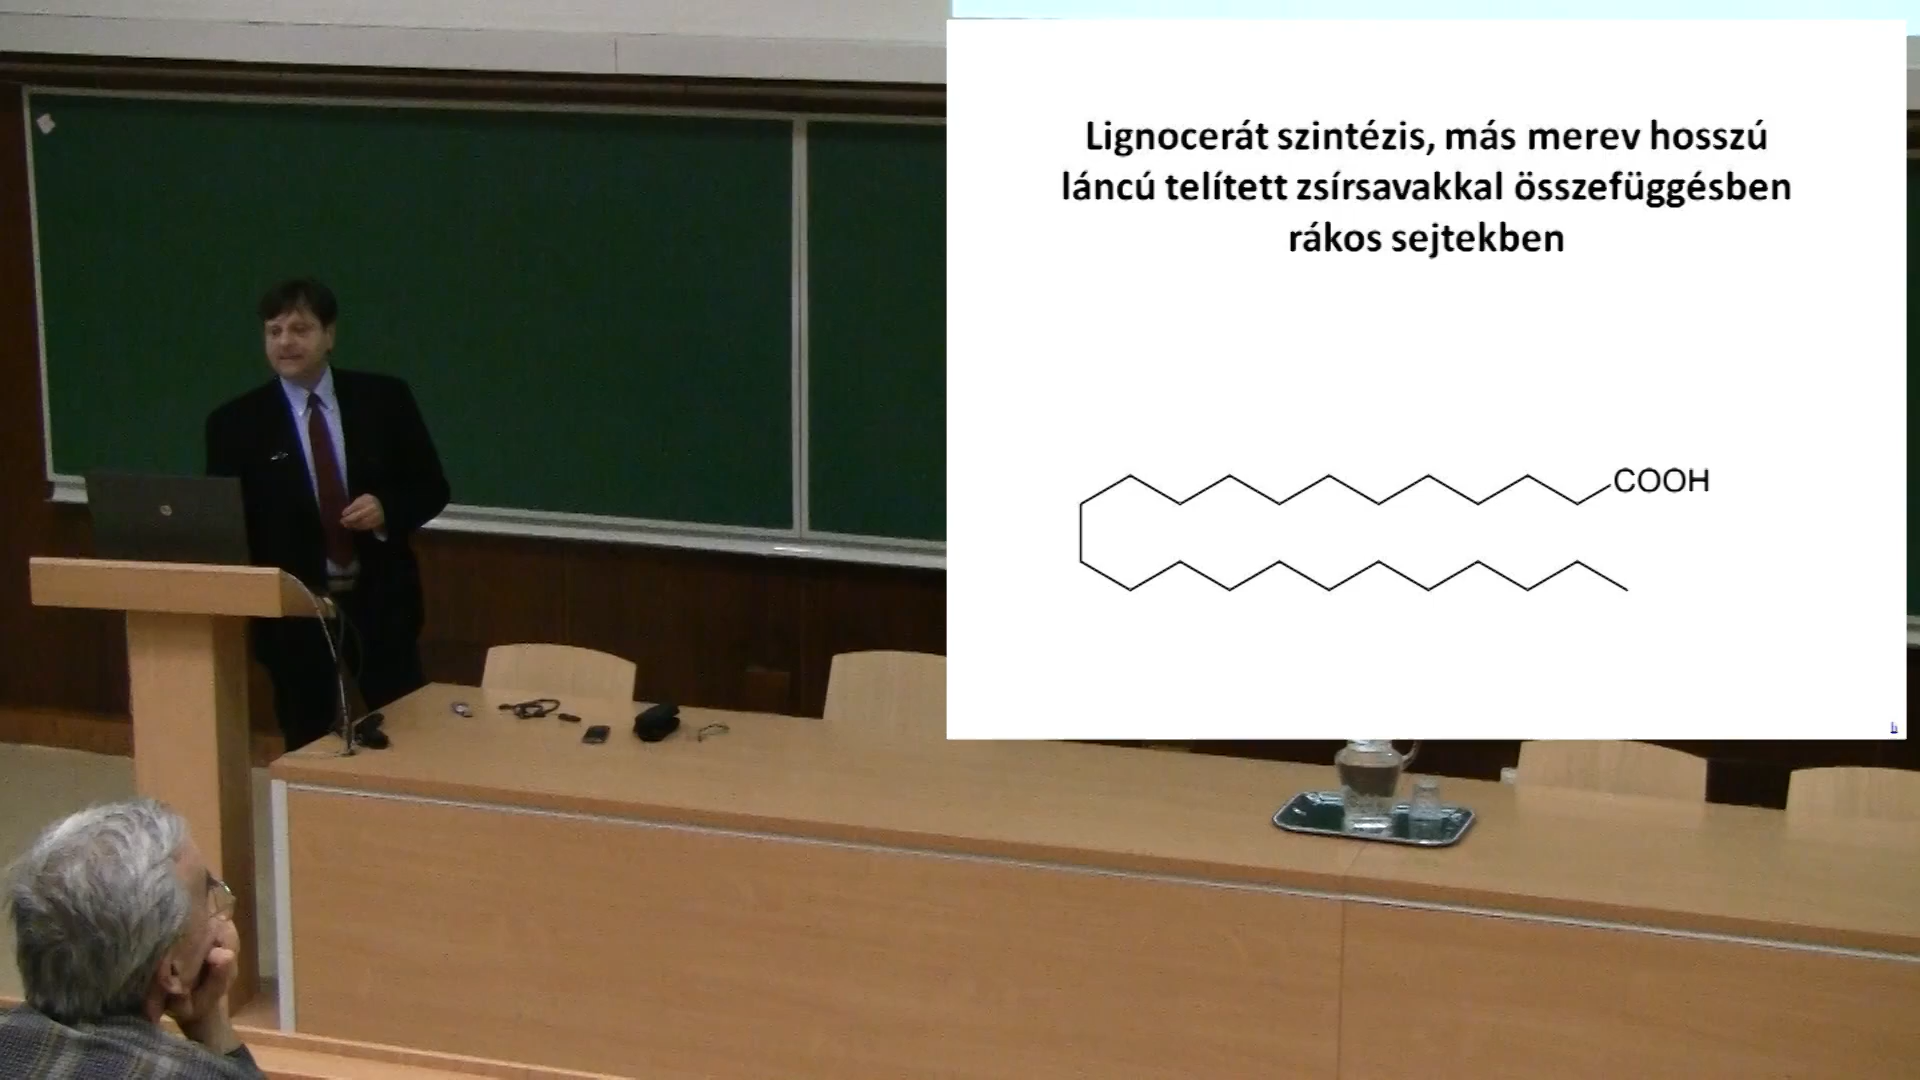 Lignocerát szintézis, más merev hosszú
láncú telített zsírsavakkal összefüggésben
rákos sejtekben
COOH
h